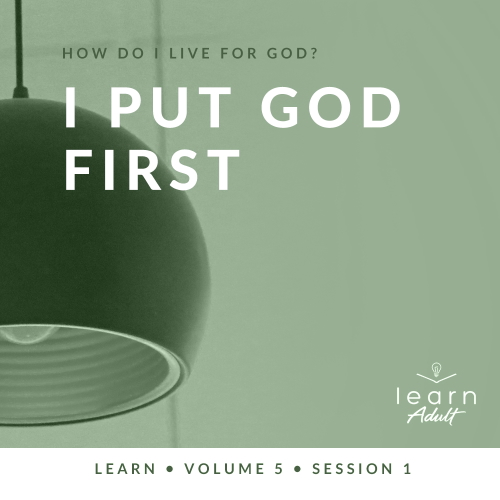 HOW DO I LIVE FOR GOD?
I PUT GOD
FIRST
learn
Adult
LEARN • VOLUME 5 • SESSION 1